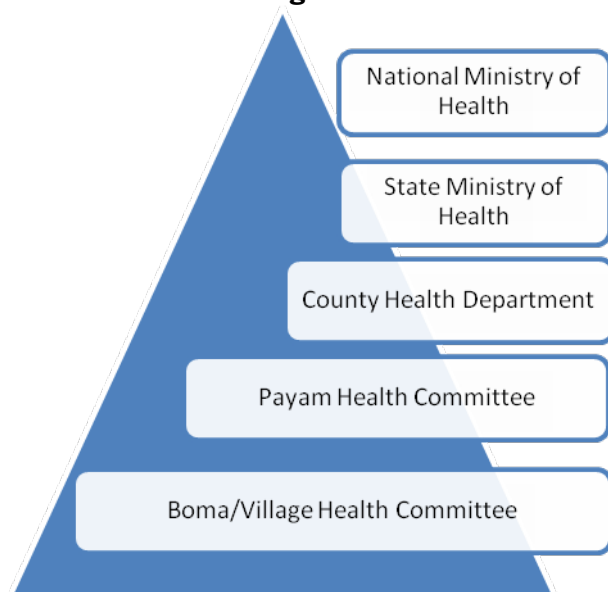 National Ministry of
Health
State Ministry of
Health
County Health Department
Payam Health Committee
Boma/Village Health Committee